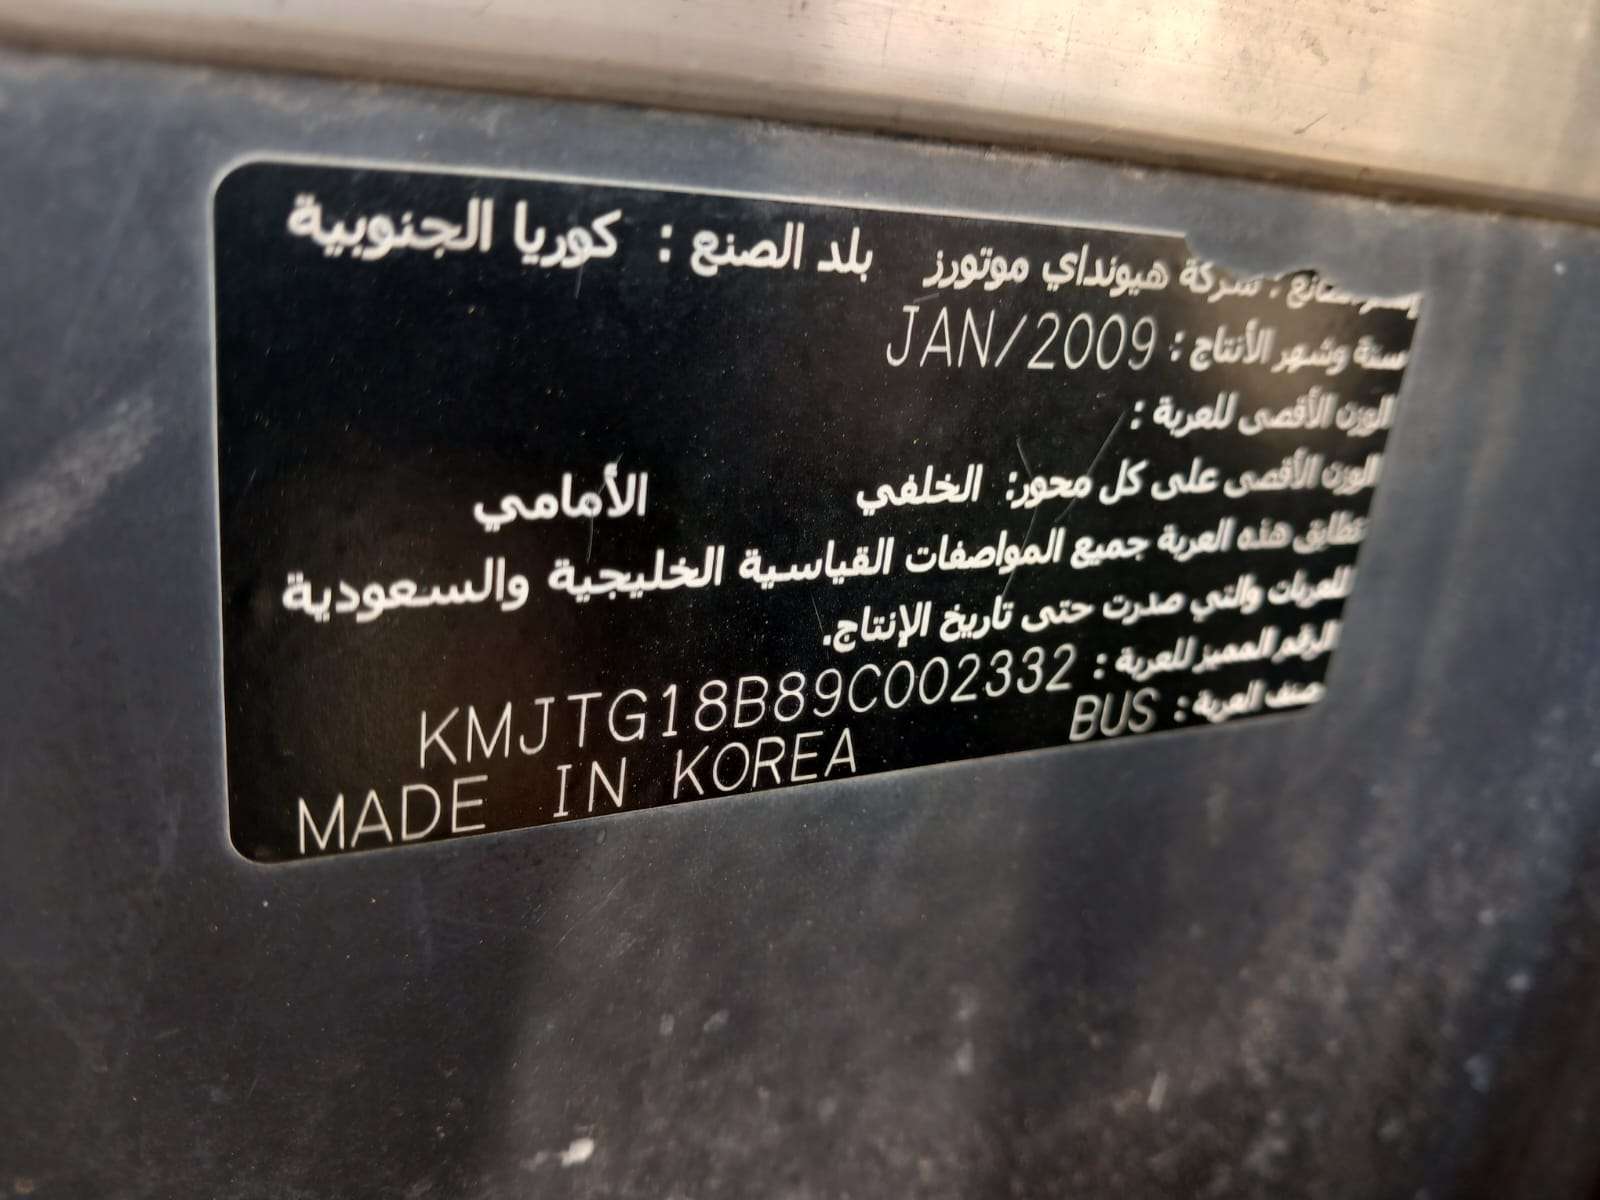 إسم الصانع : شركة هيونداي موتورز بلد الصنع : كوريا الجنوبية
سنة وشهر الأنتاج : JAN/2009
الوزن الأقصى للعربة :
الوزن الأقصى على كل محور: الخلفي الأمامي
تطابق هذه العربة جميع المواصفات القياسية الخليجية والسعودية
للعربات والتي صدرت حتى تاريخ الإنتاج.
الرقم المميز للعربة : KMJTG18B89C002332
صنف العربة : BUS MADE IN KOREA